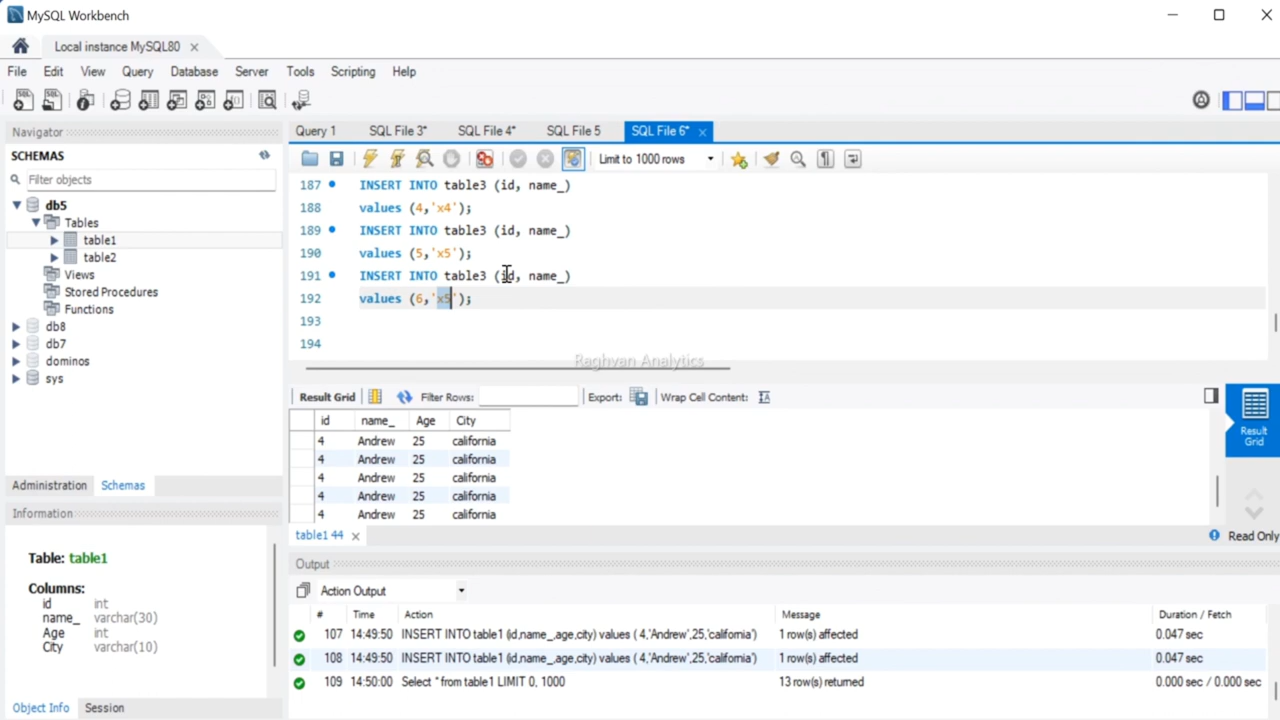 MySQL Workbench
Local instance MySQL80
File Edit View Query Database Server Tools Scripting Help
Navigator
SCHEMAS
Filter objects
db5
Tables
table1
table2
Views
Stored Procedures
Functions
db8
db7
dominos
sys
Administration Schemas
Information
Table: table1
Columns:
id int
name_ varchar(30)
Age int
City varchar(10)
Object Info Session
Query 1 SQL File 3* SQL File 4* SQL File 5 SQL File 6*
Limit to 1000 rows
187 INSERT INTO table3 (id, name_)
188 values (4,'x4');
189 INSERT INTO table3 (id, name_)
190 values (5,'x5');
191 INSERT INTO table3 (id, name_)
192 values (6,'x5');
193
194
Raghvan Analytics
Result Grid Filter Rows: Export: Wrap Cell Content:
id name_ Age City
4 Andrew 25 california
4 Andrew 25 california
4 Andrew 25 california
4 Andrew 25 california
4 Andrew 25 california
Result
Grid
table1 44
Read Only
Output
Action Output
# Time Action Message Duration / Fetch
107 14:49:50 INSERT INTO table1 (id,name_,age,city) values ( 4,'Andrew',25,'california') 1 row(s) affected 0.047 sec
108 14:49:50 INSERT INTO table1 (id,name_,age,city) values ( 4,'Andrew',25,'california') 1 row(s) affected 0.047 sec
109 14:50:00 Select * from table1 LIMIT 0, 1000 13 row(s) returned 0.000 sec / 0.000 sec